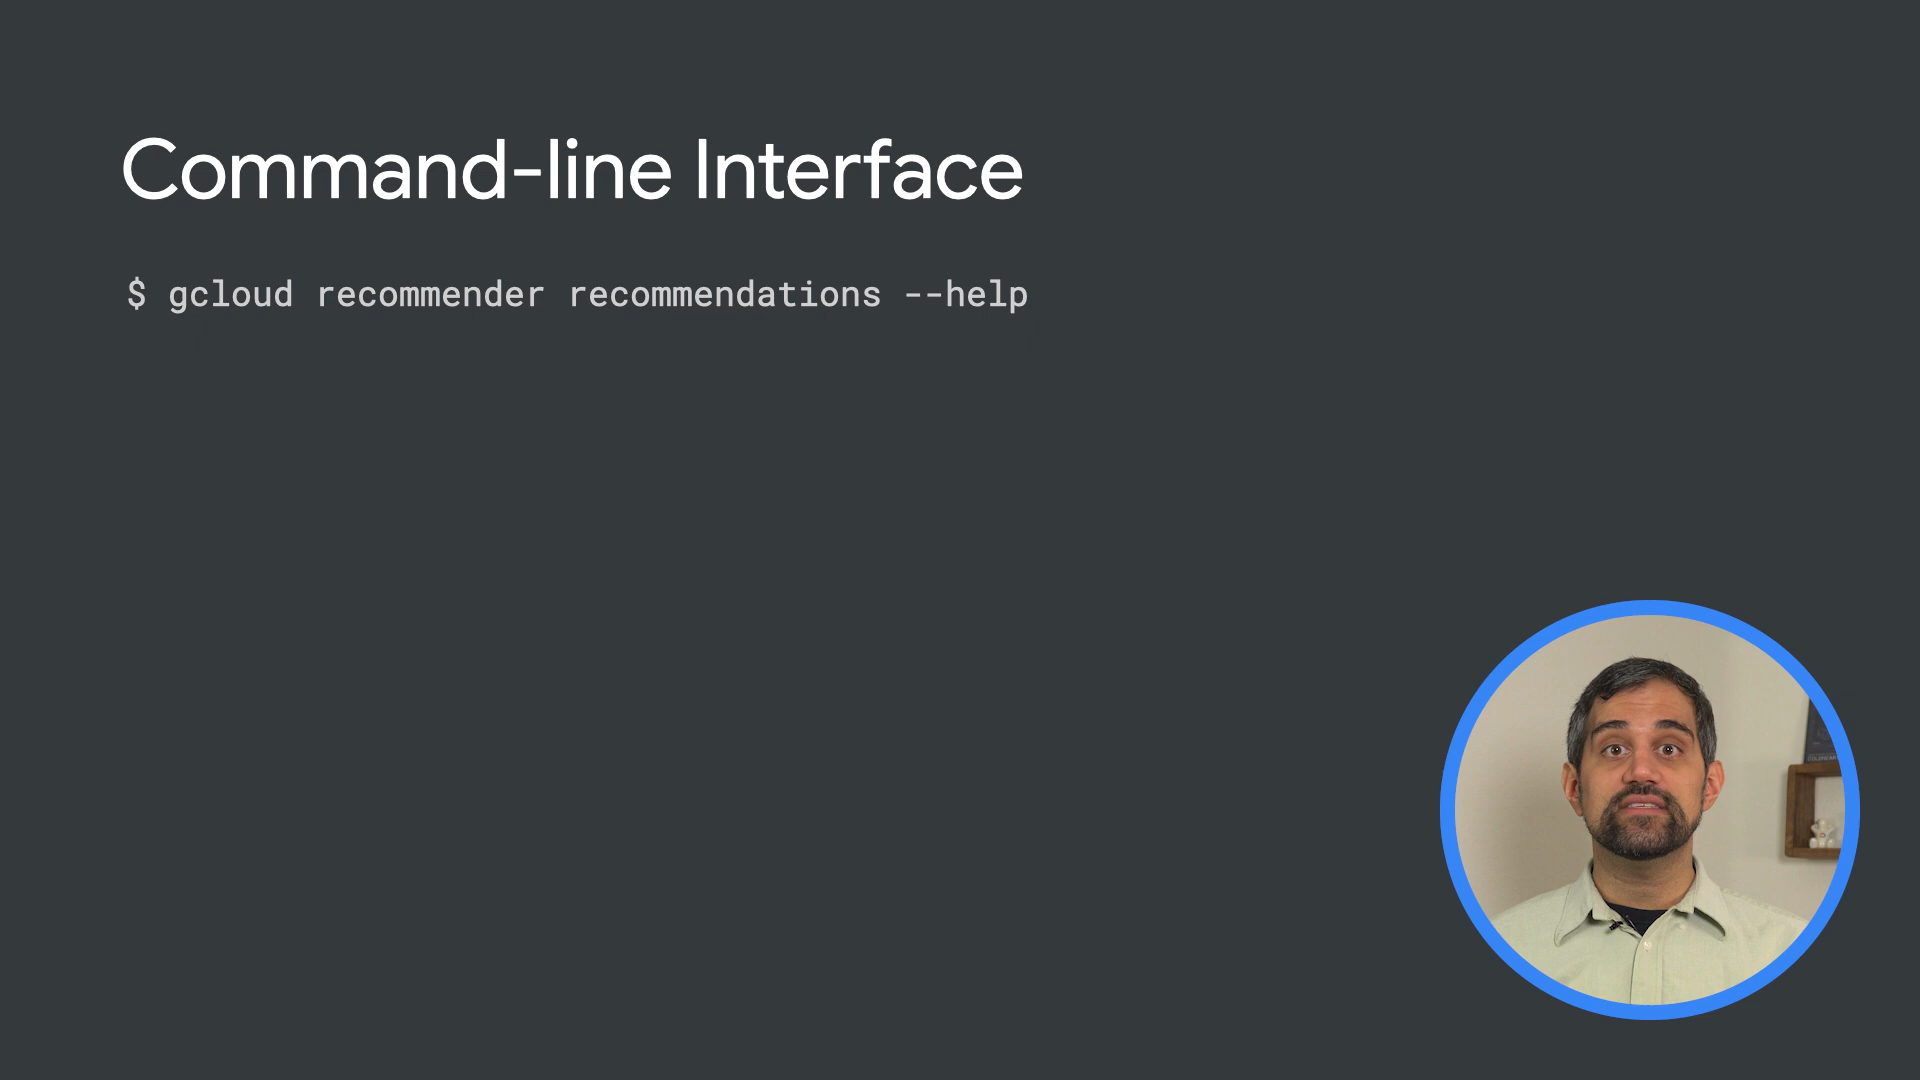 Command-line Interface
$ gcloud recommender recommendations --help